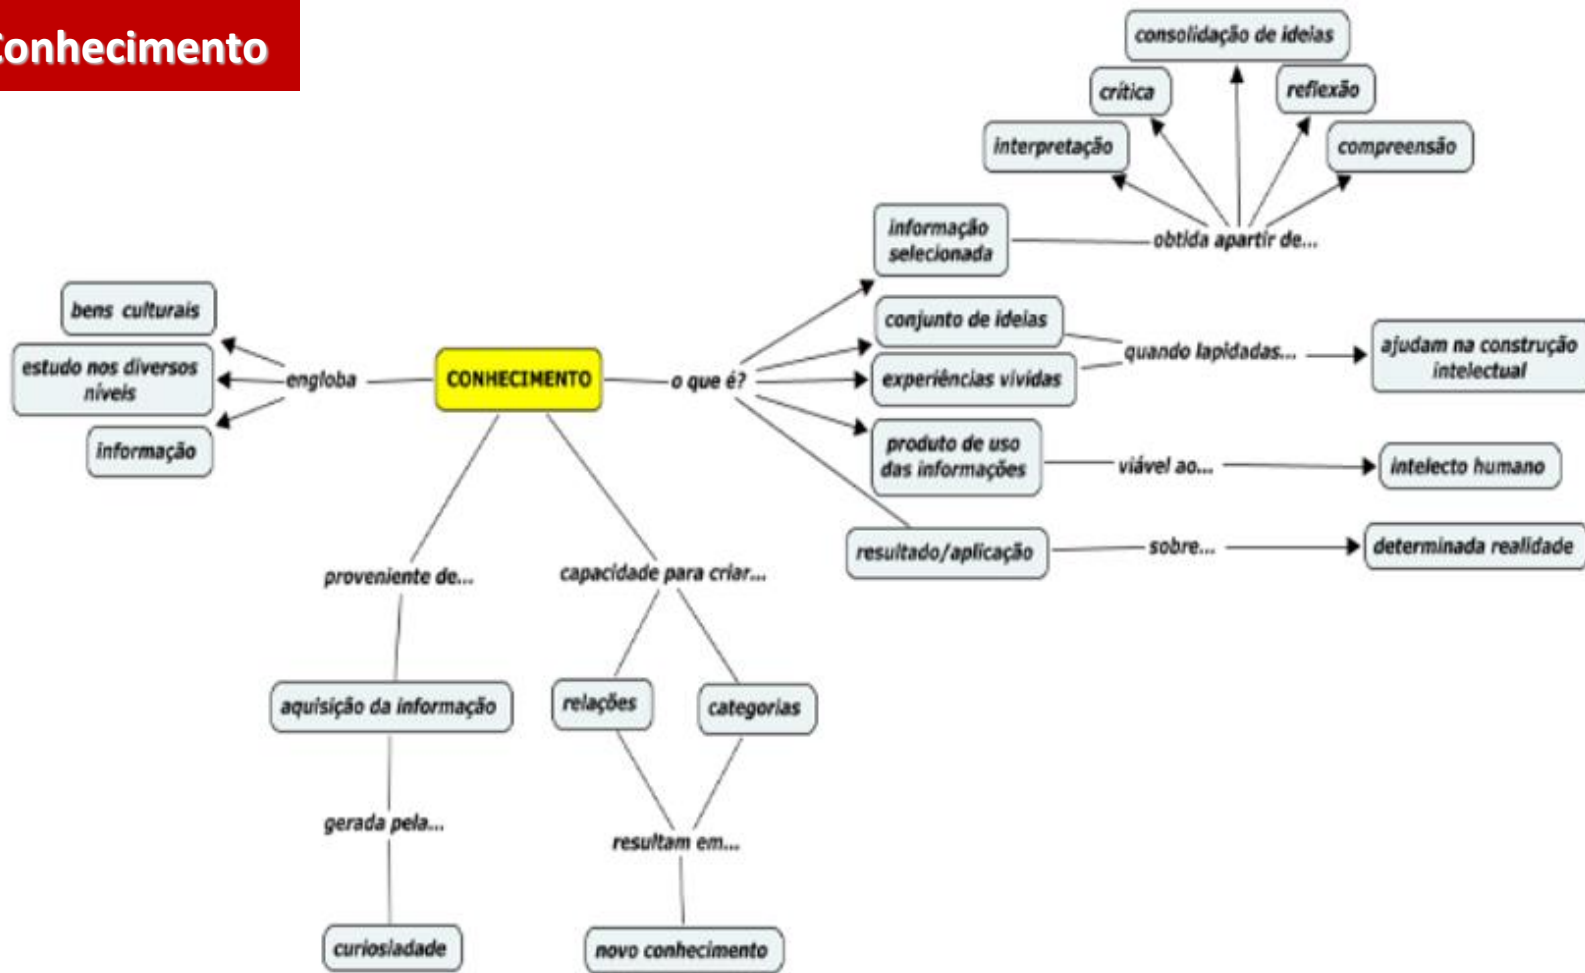 Conhecimento
consolidação de ideias
crítica
reflexão
interpretação
compreensão
informação
selecionada
obtida apartir de...
bens culturais
estudo nos diversos
níveis
informação
engloba
CONHECIMENTO
o que é?
conjunto de ideias
experiências vividas
quando lapidadas...
ajudam na construção
intelectual
produto de uso
das informações
viável ao...
intelecto humano
resultado/aplicação
sobre...
determinada realidade
proveniente de...
capacidade para criar...
aquisição da informação
relações
categorias
gerada pela...
resultam em...
curiosiadade
novo conhecimento